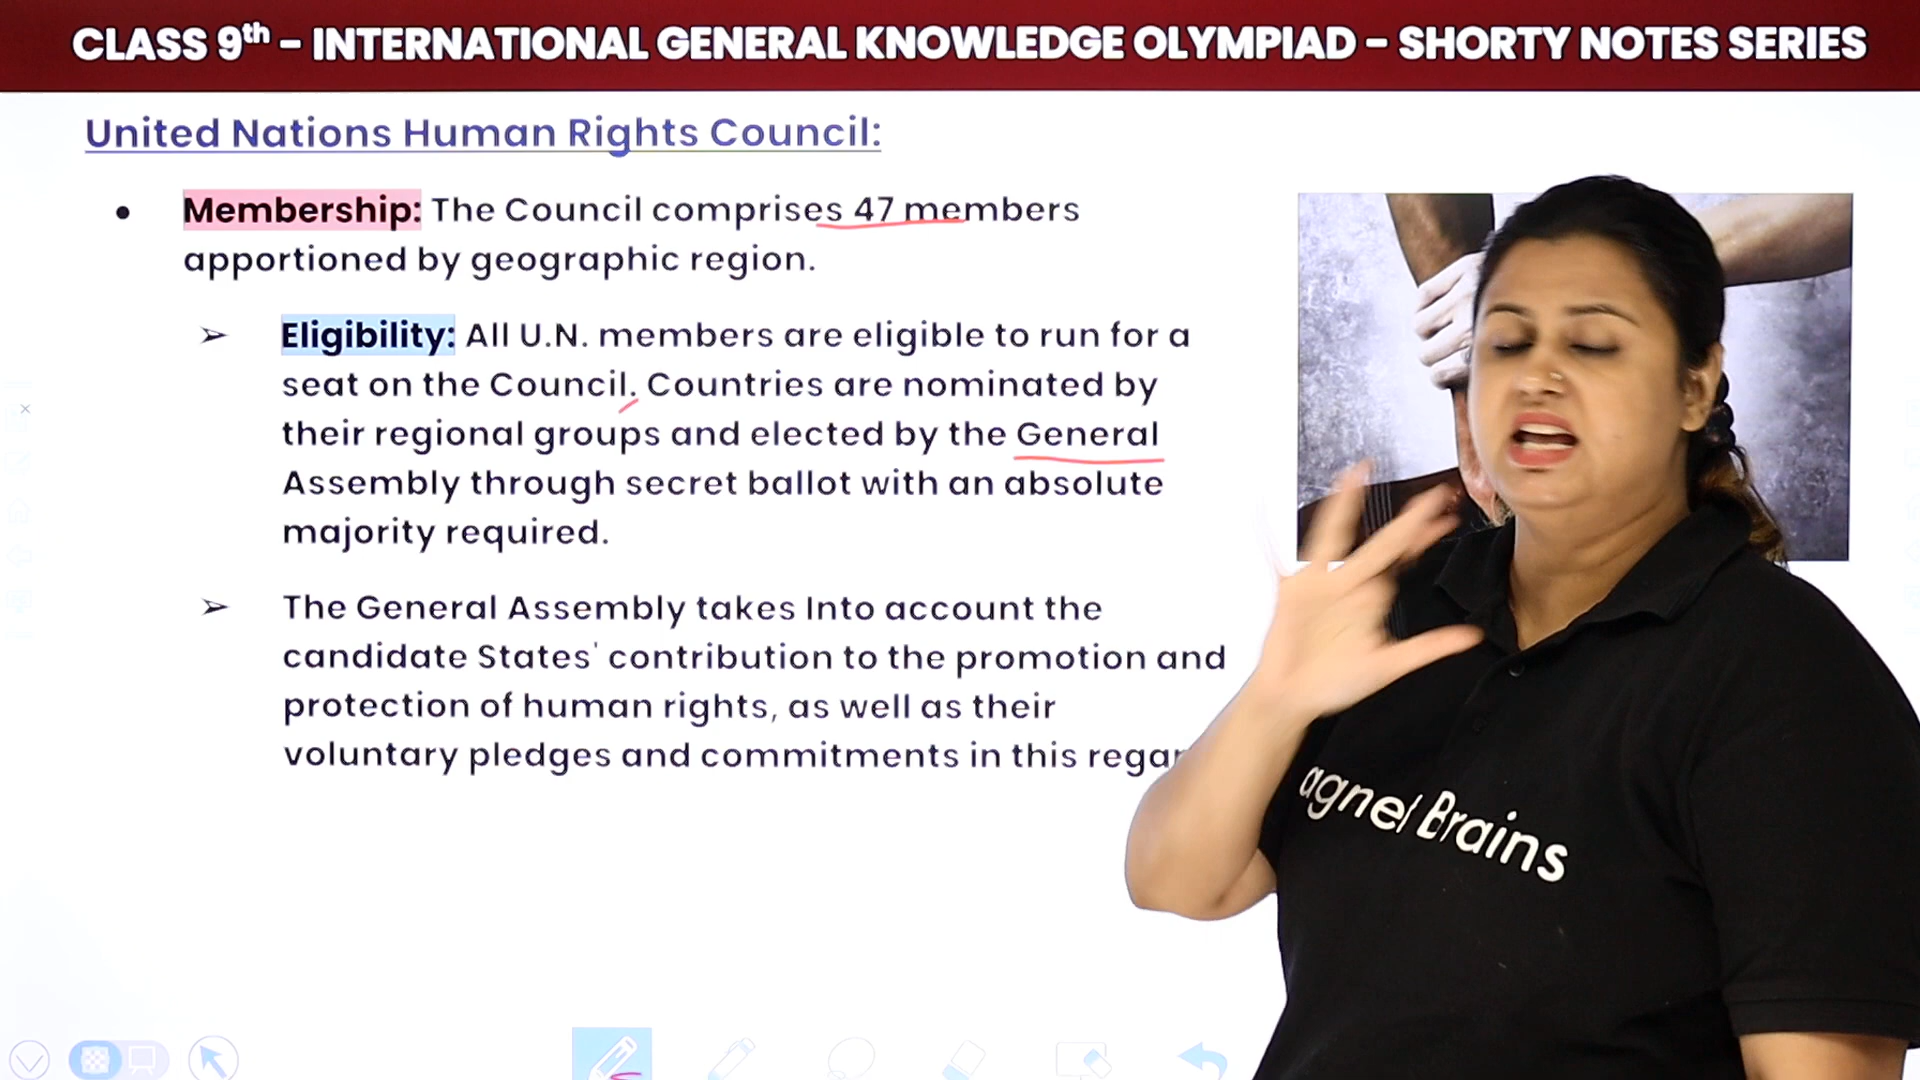 CLASS 9th – INTERNATIONAL GENERAL KNOWLEDGE OLYMPIAD – SHORTY NOTES SERIES
United Nations Human Rights Council:
Membership: The Council comprises 47 members
apportioned by geographic region.
Eligibility: All U.N. members are eligible to run for a
seat on the Council. Countries are nominated by
their regional groups and elected by the General
Assembly through secret ballot with an absolute
majority required.
The General Assembly takes Into account the
candidate States' contribution to the promotion and
protection of human rights, as well as their
voluntary pledges and commitments in this regar
agnel Brains